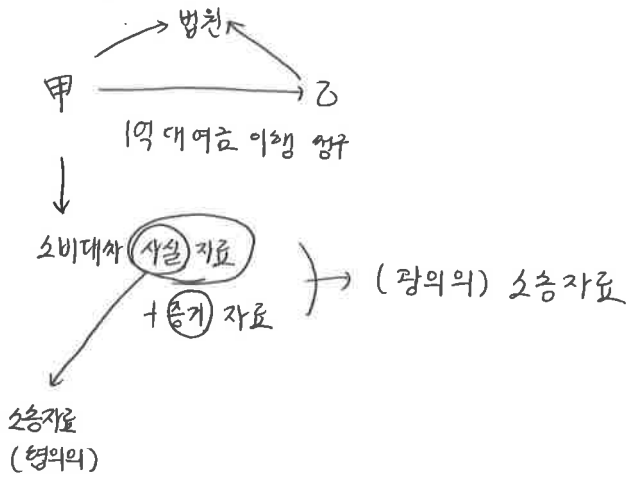 법원
甲 乙
1억 대여금 이행 청구
소비대차 사실 자료
+ 증거 자료
(광의의) 소송자료
소송자료
(협의의)